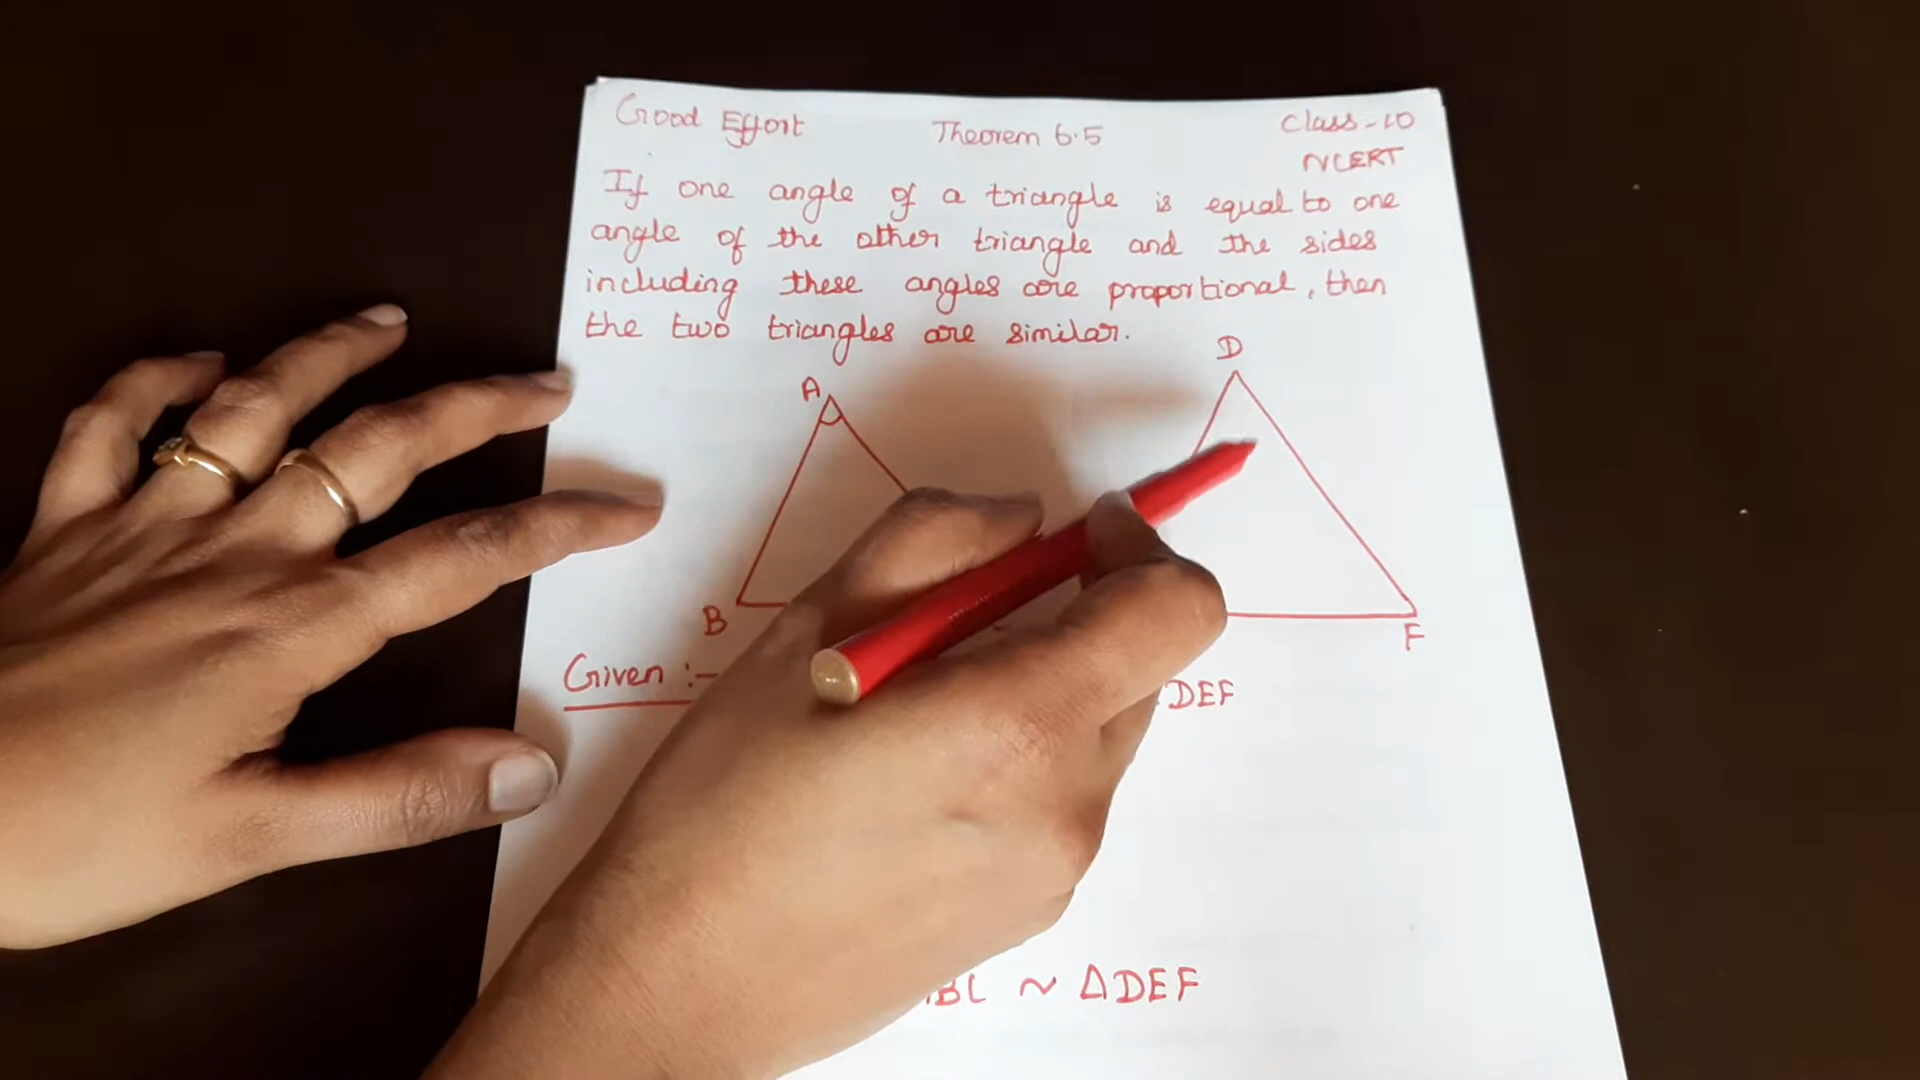 Good Effort Theorem 6.5 Class-10
NCERT
If one angle of a triangle is equal to one
angle of the other triangle and the sides
including these angles are proportional, then
the two triangles are similar.
A
D
B
F
Given :-
DEF
BC ~ ΔDEF